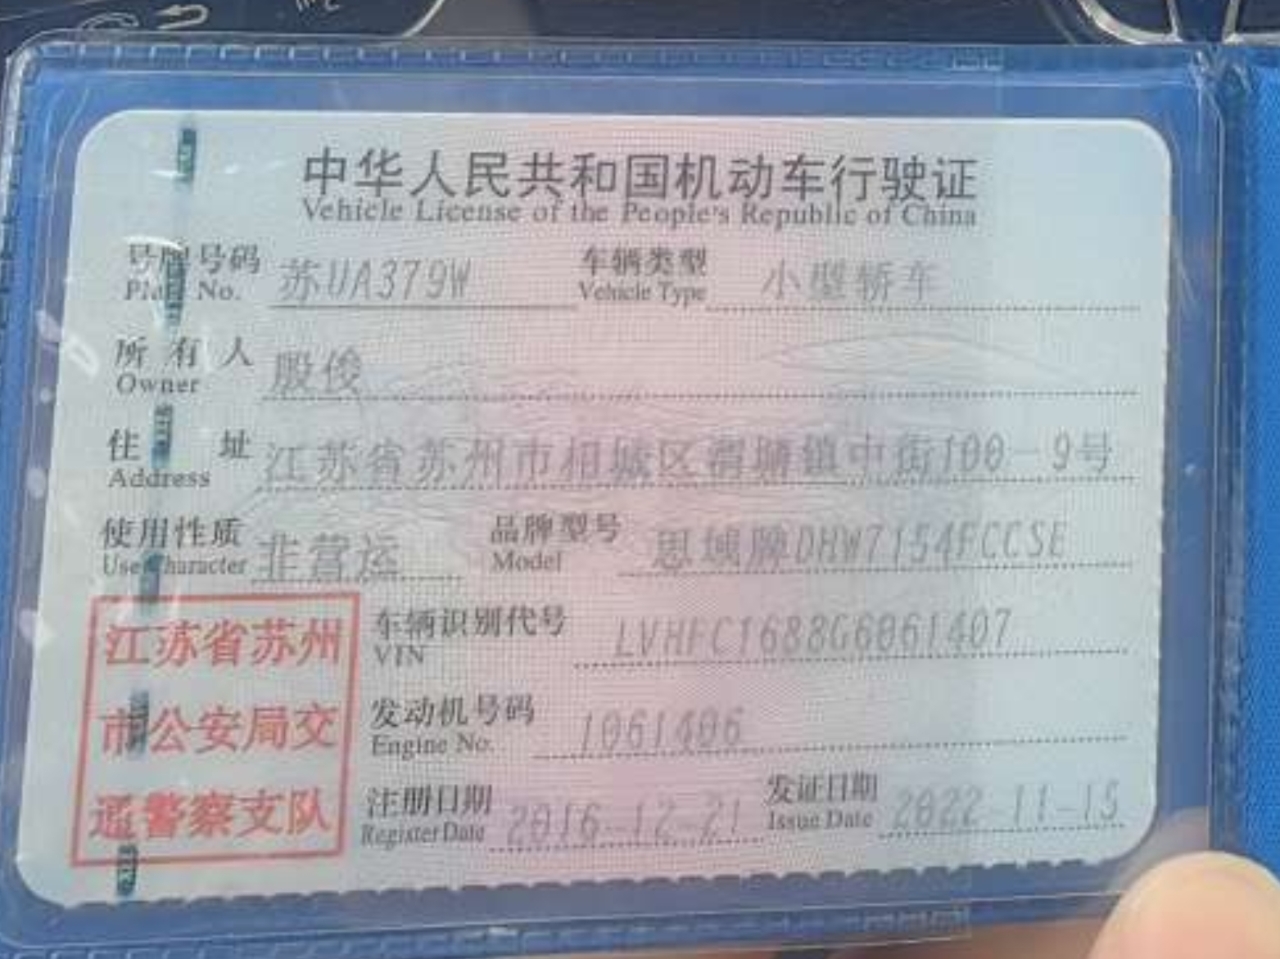 中华人民共和国机动车行驶证
Vehicle License of the People's Republic of China
号牌号码 苏UA379W 车辆类型 小型轿车
Plate No. Vehicle Type
所有人 殷俊
Owner
住址 江苏省苏州市相城区渭塘镇中街100-9号
Address
使用性质 非营运 品牌型号 思域牌DHW7154FCCSE
Use Character Model
江苏省苏州
市公安局交
通警察支队
车辆识别代号 LVHFC1688G6061407
VIN
发动机号码 1061406
Engine No.
注册日期 2016-12-21 发证日期 2022-11-15
Register Date Issue Date